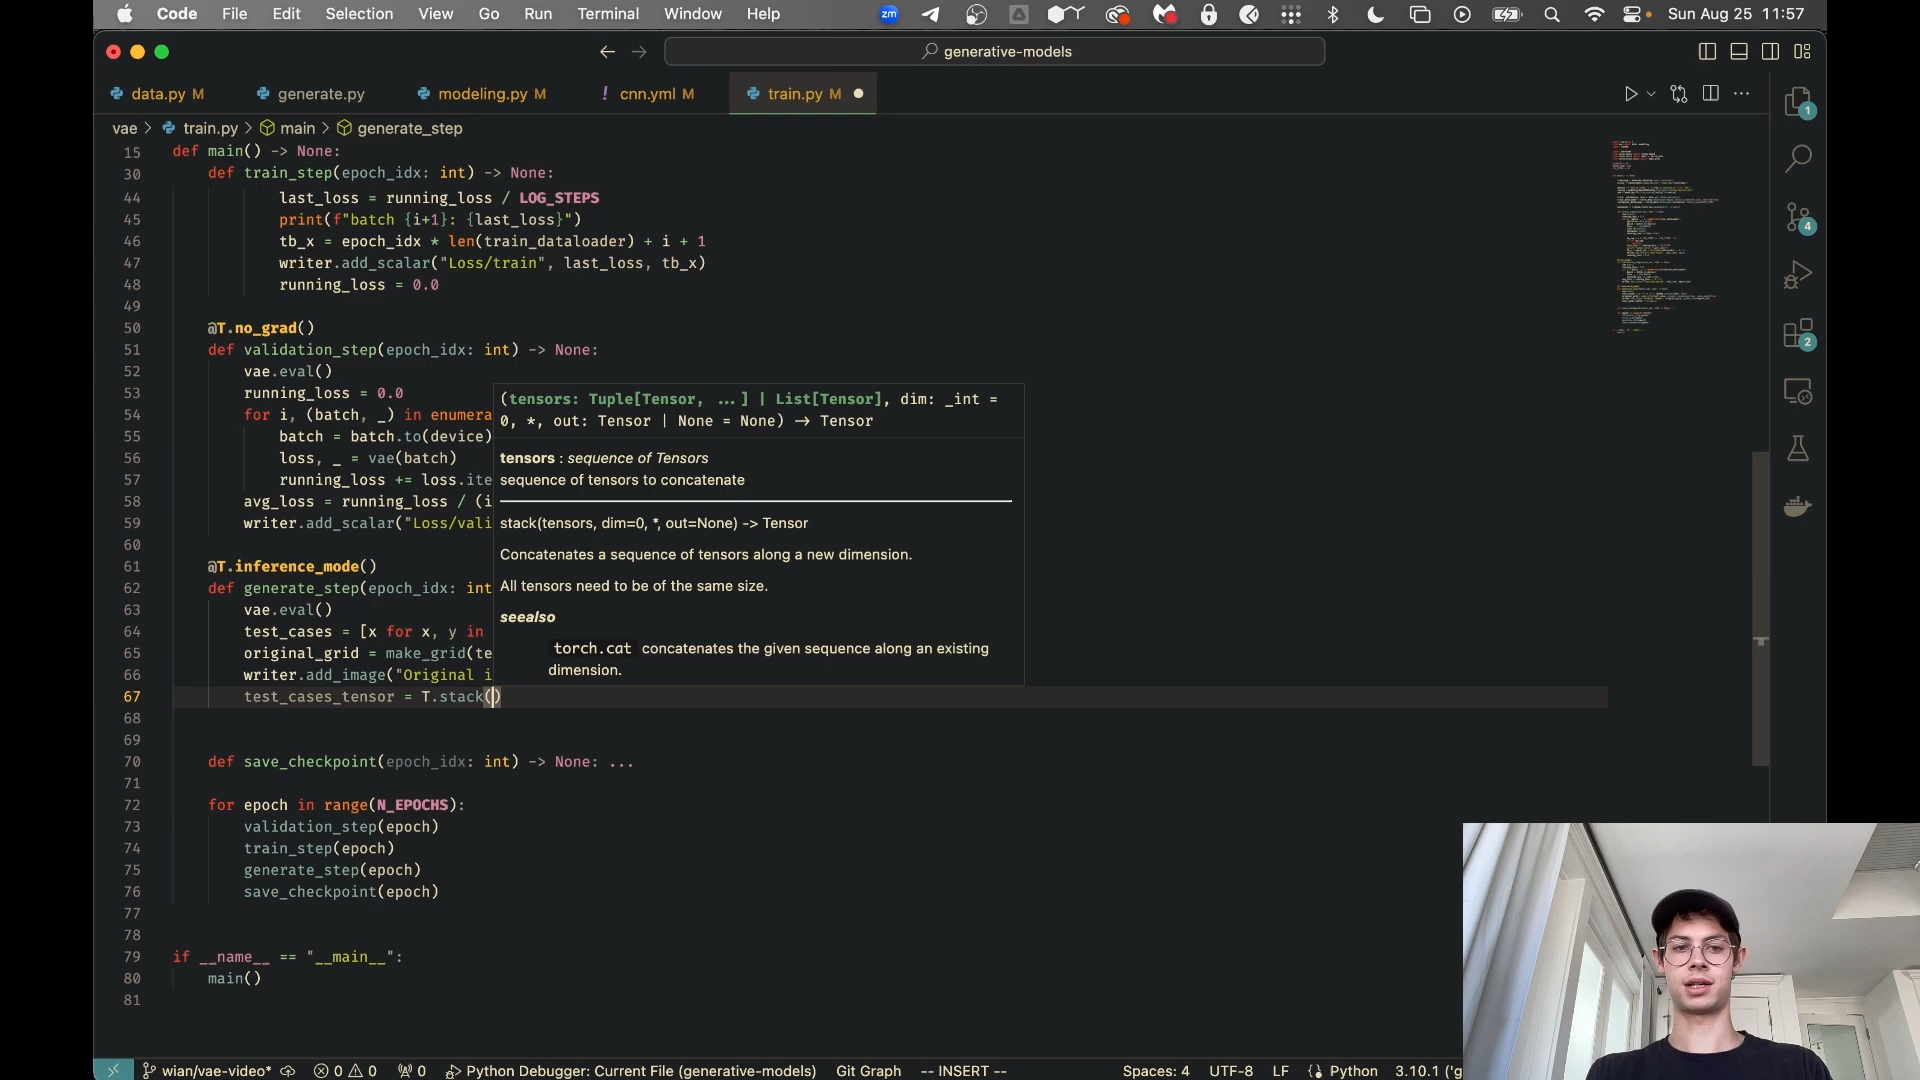 Code File Edit Selection View Go Run Terminal Window Help zm Sun Aug 25 11:57
generative-models
data.py M generate.py modeling.py M ! cnn.yml M train.py M
vae > train.py > main > generate_step
15 def main() -> None:
30 def train_step(epoch_idx: int) -> None:
44 last_loss = running_loss / LOG_STEPS
45 print(f"batch {i+1}: {last_loss}")
46 tb_x = epoch_idx * len(train_dataloader) + i + 1
47 writer.add_scalar("Loss/train", last_loss, tb_x)
48 running_loss = 0.0
49
50 @T.no_grad()
51 def validation_step(epoch_idx: int) -> None:
52 vae.eval()
53 running_loss = 0.0
54 for i, (batch, _) in enumera
55 batch = batch.to(device)
56 loss, _ = vae(batch)
57 running_loss += loss.ite
58 avg_loss = running_loss / (i
59 writer.add_scalar("Loss/vali
60
61 @T.inference_mode()
62 def generate_step(epoch_idx: int
63 vae.eval()
64 test_cases = [x for x, y in
65 original_grid = make_grid(te
66 writer.add_image("Original i
67 test_cases_tensor = T.stack()
68
69
70 def save_checkpoint(epoch_idx: int) -> None: ...
71
72 for epoch in range(N_EPOCHS):
73 validation_step(epoch)
74 train_step(epoch)
75 generate_step(epoch)
76 save_checkpoint(epoch)
77
78
79 if __name__ == "__main__":
80 main()
81
(tensors: Tuple[Tensor, ...] | List[Tensor], dim: _int =
0, *, out: Tensor | None = None) -> Tensor
tensors : sequence of Tensors
sequence of tensors to concatenate
stack(tensors, dim=0, *, out=None) -> Tensor
Concatenates a sequence of tensors along a new dimension.
All tensors need to be of the same size.
seealso
torch.cat concatenates the given sequence along an existing
dimension.
1
4
2
wian/vae-video* 0 0 0 Python Debugger: Current File (generative-models) Git Graph -- INSERT -- Spaces: 4 UTF-8 LF Python 3.10.1 ('g